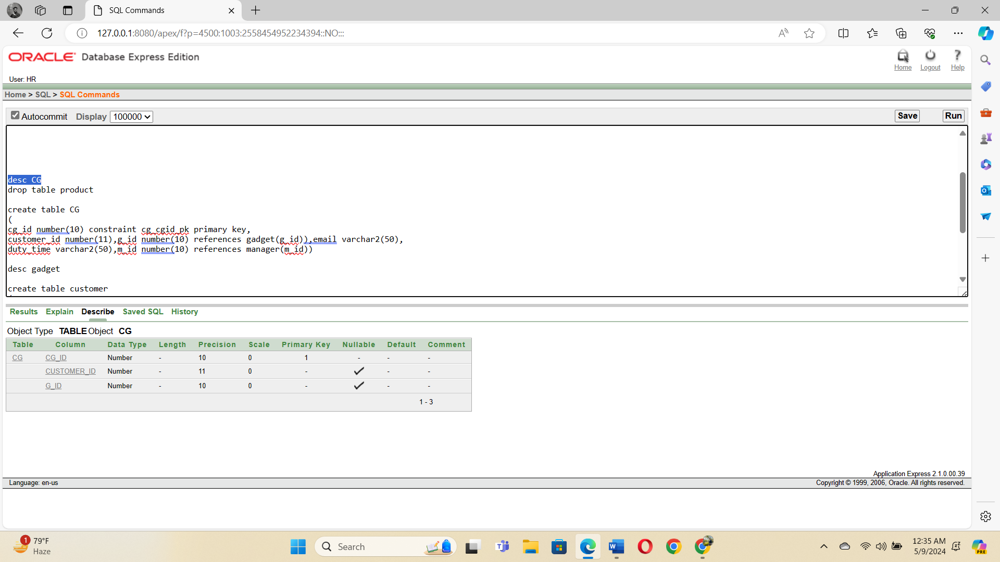 SQL Commands
127.0.0.1:8080/apex/f?p=4500:1003:2558454952234394::NO:::
ORACLE Database Express Edition
Home Logout Help
User: HR
Home > SQL > SQL Commands
Autocommit Display 100000 Save Run
desc CG
drop table product
create table CG
(
cg_id number(10) constraint cg_cgid_pk primary key,
customer_id number(11),g_id number(10) references gadget(g_id)),email varchar2(50),
duty_time varchar2(50),m_id number(10) references manager(m_id))
desc gadget
create table customer
Results Explain Describe Saved SQL History
Object Type TABLE Object CG
Table Column Data Type Length Precision Scale Primary Key Nullable Default Comment
CG CG_ID Number - 10 0 1 - - -
CUSTOMER_ID Number - 11 0 - - -
G_ID Number - 10 0 - - -
1 - 3
Application Express 2.1.0.00.39
Language: en-us Copyright © 1999, 2006, Oracle. All rights reserved.
1 79°F
Haze
Search
12:35 AM
5/9/2024
PRE